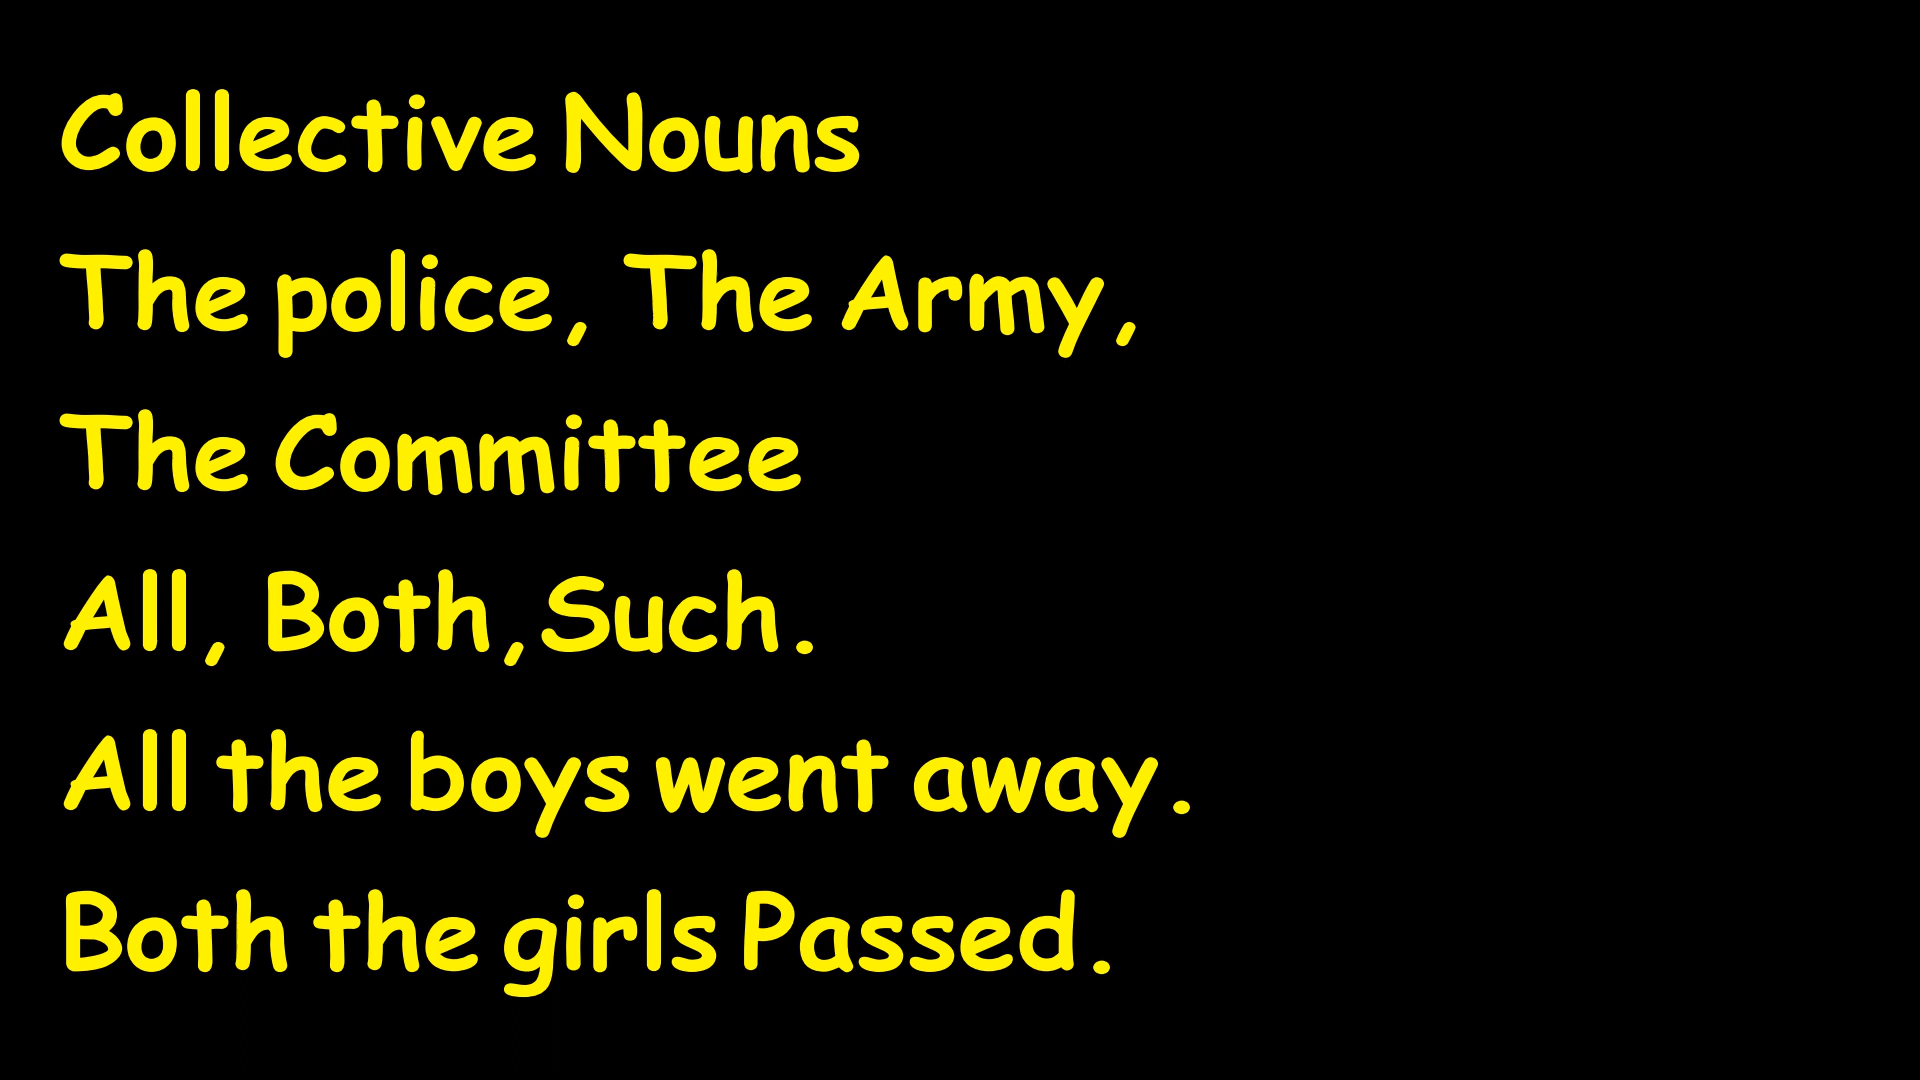 Collective Nouns
The police, The Army,
The Committee
All, Both,Such.
All the boys went away.
Both the girls Passed.